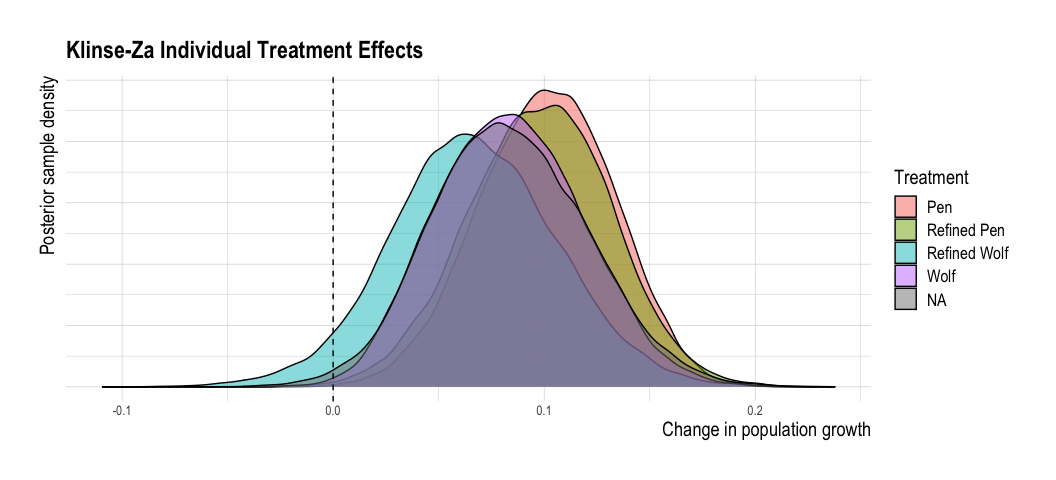 Klinse-Za Individual Treatment Effects
Posterior sample density
-0.1
0.0
0.1
0.2
Change in population growth
Treatment
Pen
Refined Pen
Refined Wolf
Wolf
NA